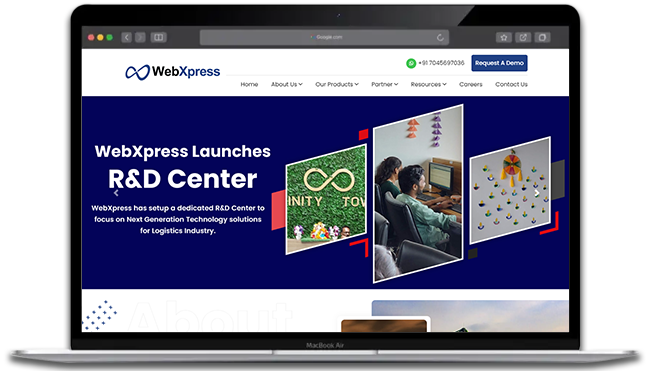 Google.com
WebXpress
+91 7045697036
Request A Demo
Home About Us Our Products Partner Resources Careers Contact Us
WebXpress Launches
R&D Center
WebXpress has setup a dedicated R&D Center to
focus on Next Generation Technology solutions
for Logistics Industry.
INITY TOW
About
MacBook Air